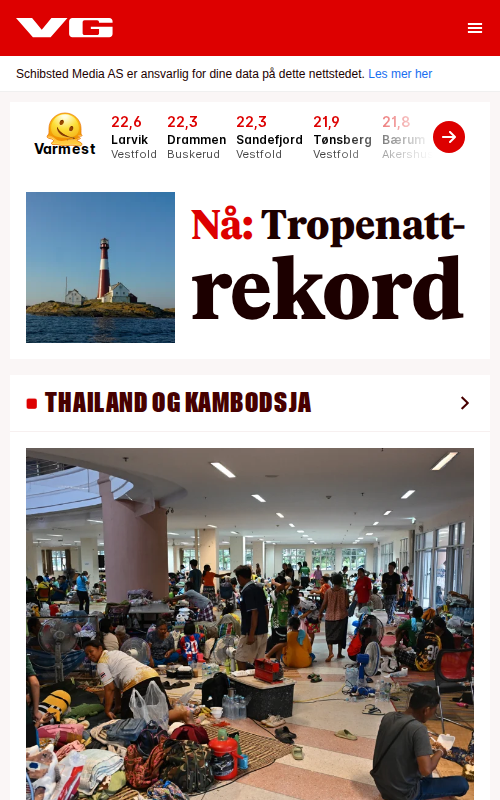 VG
Schibsted Media AS er ansvarlig for dine data på dette nettstedet. Les mer her
Varmest
22,6
Larvik
Vestfold
22,3
Drammen
Buskerud
22,3
Sandefjord
Vestfold
21,9
Tønsberg
Vestfold
21,8
Bærum
Akershu
Nå: Tropenatt-
rekord
THAILAND OG KAMBODSJA